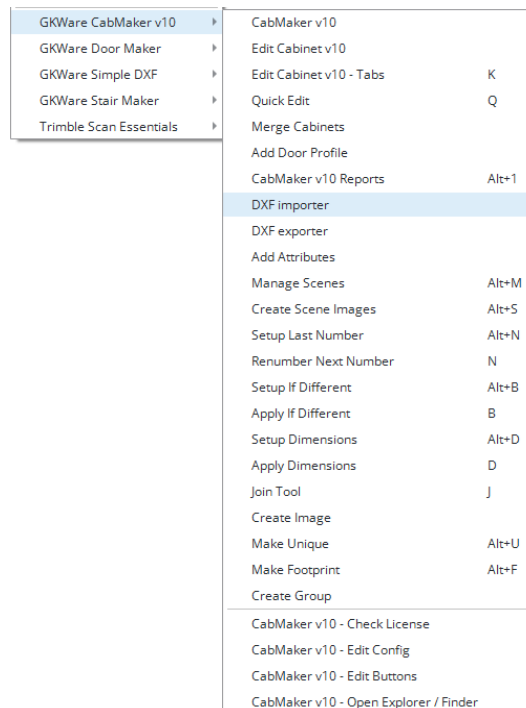 GKWare CabMaker v10
GKWare Door Maker
GKWare Simple DXF
GKWare Stair Maker
Trimble Scan Essentials
CabMaker v10
Edit Cabinet v10
Edit Cabinet v10 - Tabs K
Quick Edit Q
Merge Cabinets
Add Door Profile
CabMaker v10 Reports Alt+1
DXF importer
DXF exporter
Add Attributes
Manage Scenes Alt+M
Create Scene Images Alt+S
Setup Last Number Alt+N
Renumber Next Number N
Setup If Different Alt+B
Apply If Different B
Setup Dimensions Alt+D
Apply Dimensions D
Join Tool J
Create Image
Make Unique Alt+U
Make Footprint Alt+F
Create Group
CabMaker v10 - Check License
CabMaker v10 - Edit Config
CabMaker v10 - Edit Buttons
CabMaker v10 - Open Explorer / Finder